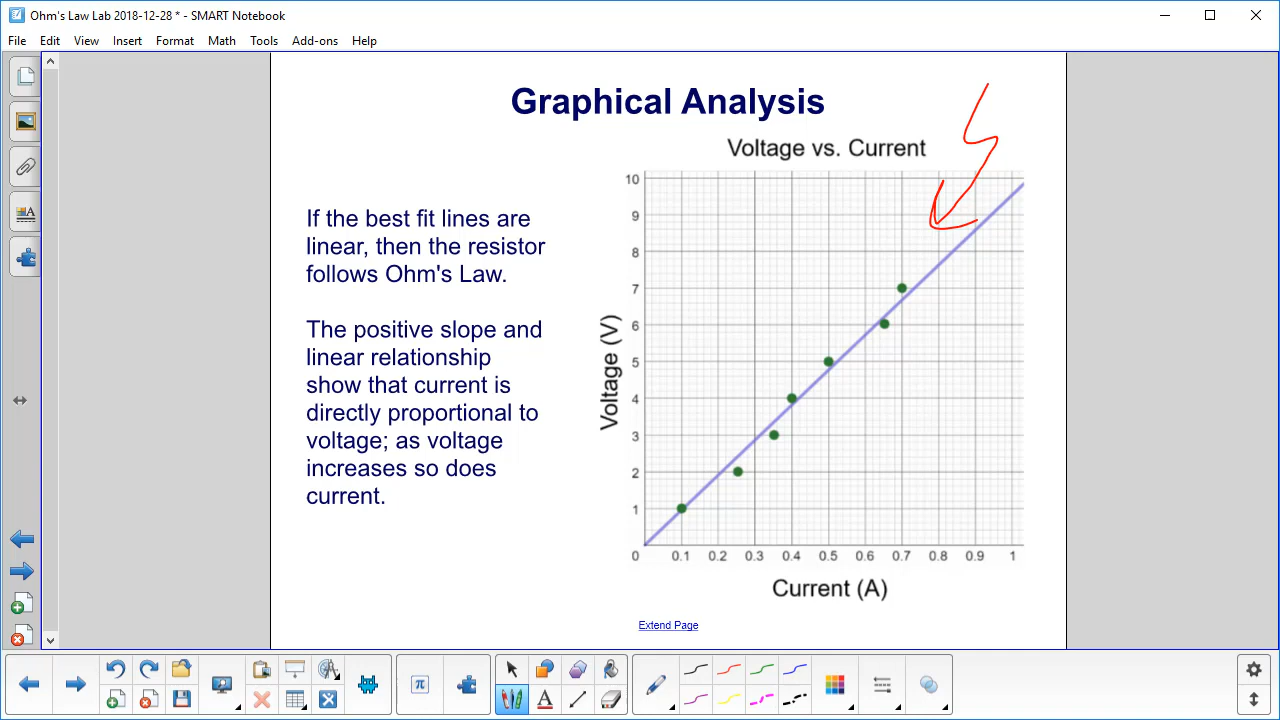 Ohm's Law Lab 2018-12-28 * - SMART Notebook
File Edit View Insert Format Math Tools Add-ons Help
Graphical Analysis
If the best fit lines are
linear, then the resistor
follows Ohm's Law.
The positive slope and
linear relationship
show that current is
directly proportional to
voltage; as voltage
increases so does
current.
Voltage vs. Current
Voltage (V)
10
9
8
7
6
5
4
3
2
1
0 0.1 0.2 0.3 0.4 0.5 0.6 0.7 0.8 0.9 1
Current (A)
Extend Page
π
A